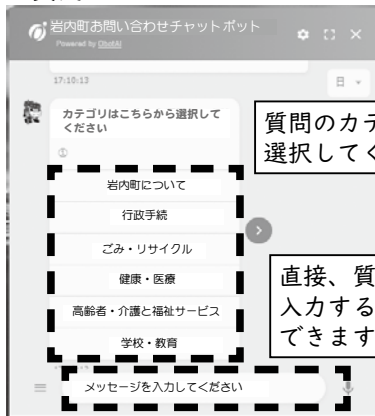 岩内町お問い合わせチャットボット
Powered by ObotAI
17:10:13
日
カテゴリはこちらから選択して
ください
①
質問のカテ
選択してく
岩内町について
行政手続
ごみ・リサイクル
健康・医療
高齢者・介護と福祉サービス
学校・教育
直接、質
入力する
できます
メッセージを入力してください